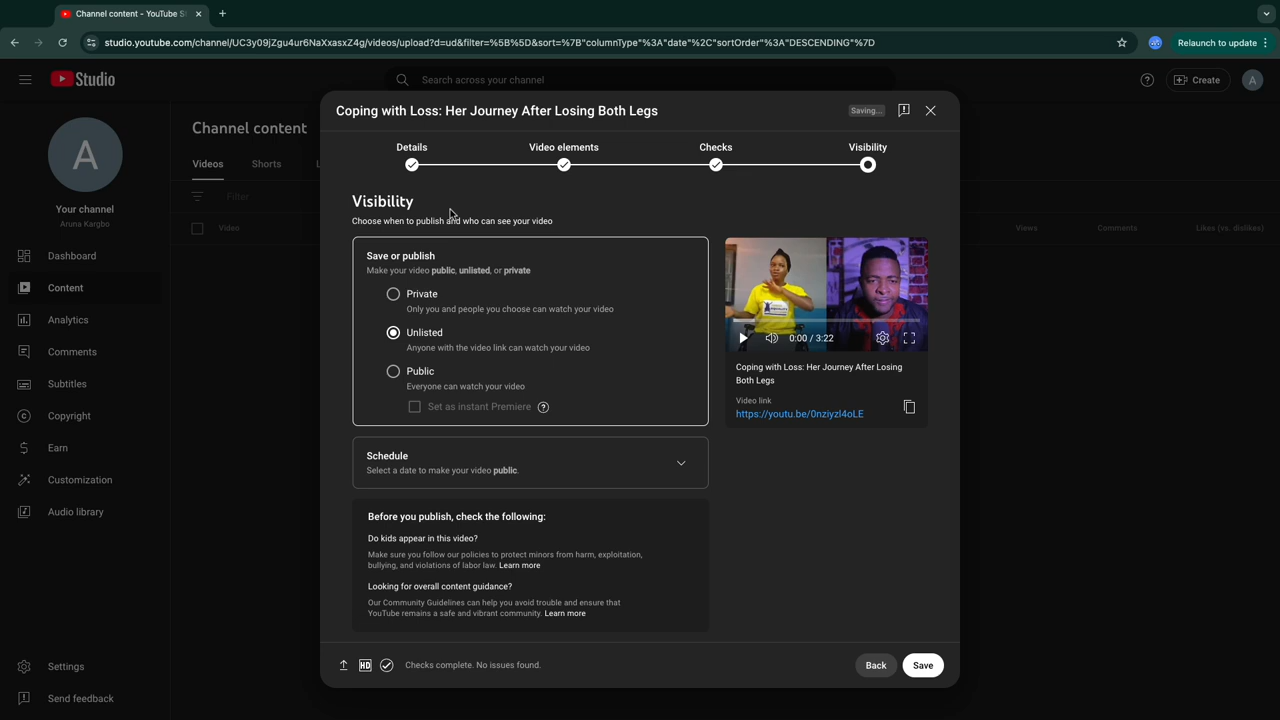 Channel content - YouTube S
studio.youtube.com/channel/UC3y09jZgu4ur6NaXxasxZ4g/videos/upload?d=ud&filter=%5B%5D&sort=%7B"columnType"%3A"date"%2C"sortOrder"%3A"DESCENDING"%7D
Relaunch to update
Studio
Search across your channel
Create
A
A
Your channel
Aruna Kargbo
Dashboard
Content
Analytics
Comments
Subtitles
Copyright
Earn
Customization
Audio library
Settings
Send feedback
Channel content
Videos
Shorts
L
Filter
Video
Views
Comments
Likes (vs. dislikes)
Coping with Loss: Her Journey After Losing Both Legs
Saving...
Details
Video elements
Checks
Visibility
Visibility
Choose when to publish and who can see your video
Save or publish
Make your video public, unlisted, or private
Private
Only you and people you choose can watch your video
Unlisted
Anyone with the video link can watch your video
Public
Everyone can watch your video
Set as instant Premiere
Schedule
Select a date to make your video public.
Before you publish, check the following:
Do kids appear in this video?
Make sure you follow our policies to protect minors from harm, exploitation,
bullying, and violations of labor law. Learn more
Looking for overall content guidance?
Our Community Guidelines can help you avoid trouble and ensure that
YouTube remains a safe and vibrant community. Learn more
0:00 / 3:22
Coping with Loss: Her Journey After Losing
Both Legs
Video link
https://youtu.be/0nziyzl4oLE
HD
Checks complete. No issues found.
Back
Save